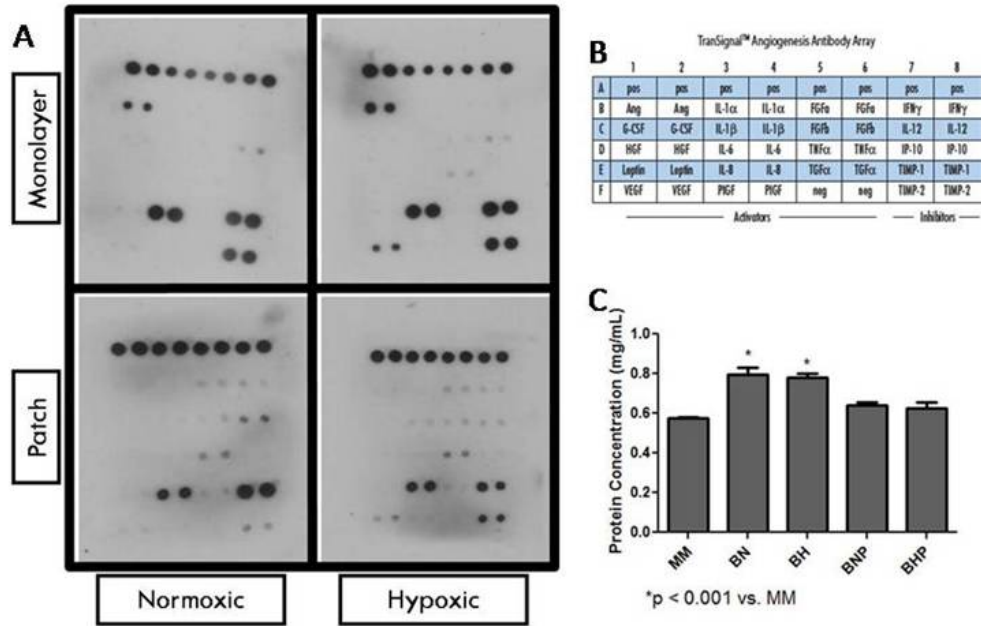 A
Monolayer
Patch
Normoxic
Hypoxic
B
TranSignal™ Angiogenesis Antibody Array
1 2 3 4 5 6 7 8
A pos pos pos pos pos pos pos pos
B Ang Ang IL-1α IL-1α FGFa FGFa IFNγ IFNγ
C G-CSF G-CSF IL-1β IL-1β FGFb FGFb IL-12 IL-12
D HGF HGF IL-6 IL-6 TNFα TNFα IP-10 IP-10
E Leptin Leptin IL-8 IL-8 TGFα TGFα TIMP-1 TIMP-1
F VEGF VEGF PIGF PIGF neg neg TIMP-2 TIMP-2
Activators Inhibitors
C
Protein Concentration (mg/mL)
1.0
0.8
0.6
0.4
0.2
0.0
* *
MM BN BH BNP BHP
*p < 0.001 vs. MM